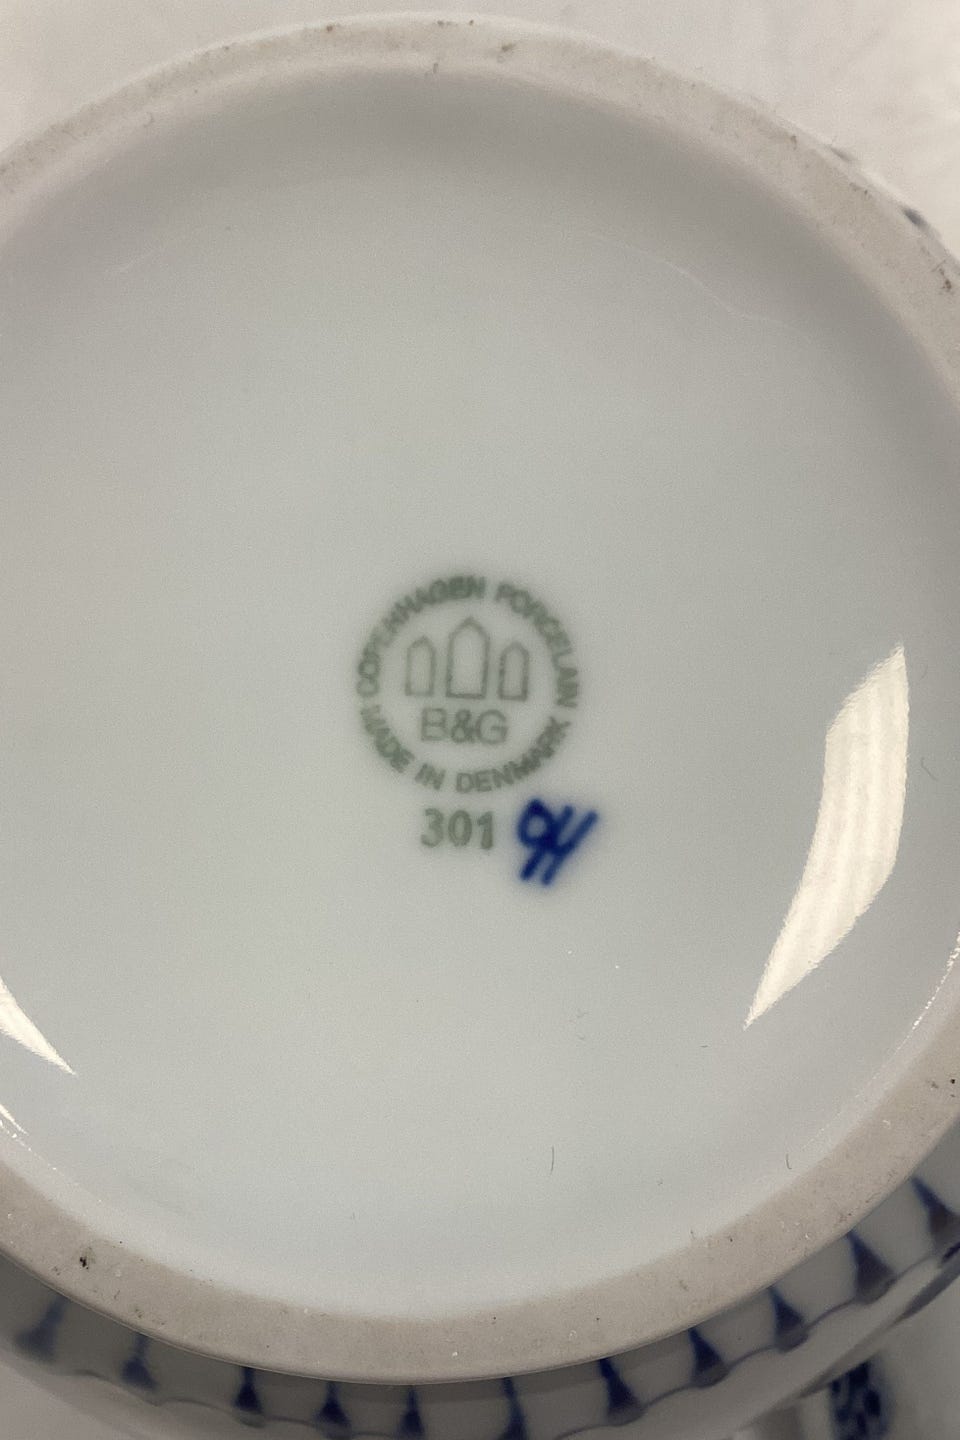 COPENHAGEN PORCELAIN
B&G
MADE IN DENMARK
301